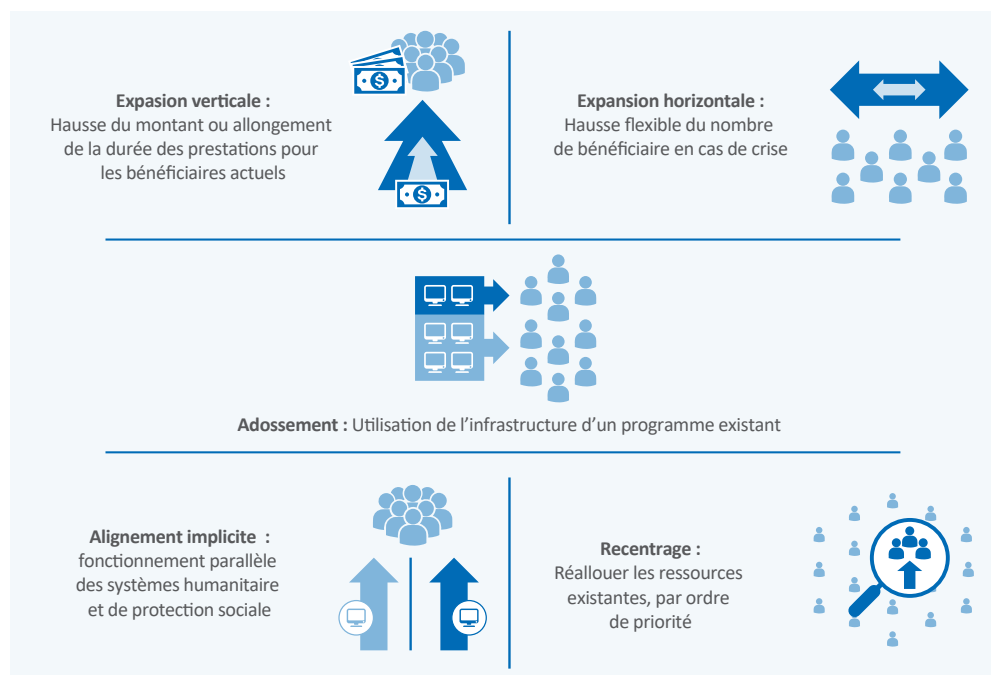 Expasion verticale :
Hausse du montant ou allongement
de la durée des prestations pour
les bénéficiaires actuels
Expansion horizontale :
Hausse flexible du nombre
de bénéficiaire en cas de crise
Adossement : Utilisation de l’infrastructure d’un programme existant
Alignement implicite :
fonctionnement parallèle
des systèmes humanitaire
et de protection sociale
Recentrage :
Réallouer les ressources
existantes, par ordre
de priorité